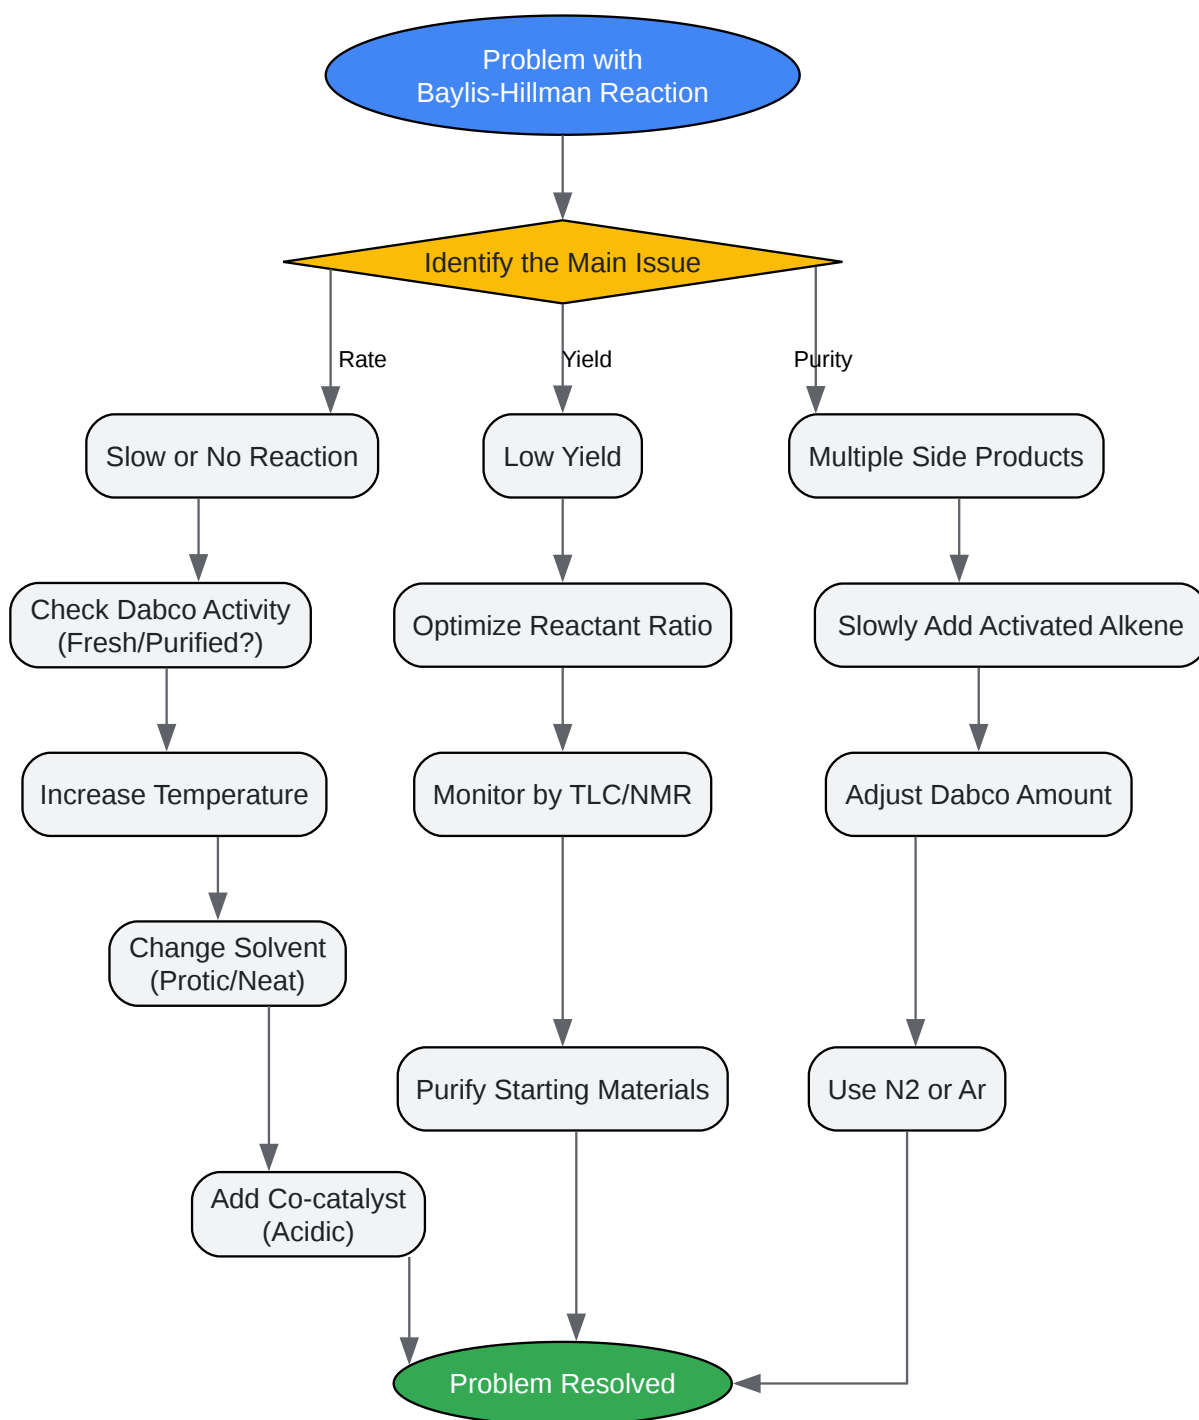 Problem with
Baylis-Hillman Reaction
Identify the Main Issue
Rate
Yield
Purity
Slow or No Reaction
Low Yield
Multiple Side Products
Check Dabco Activity
(Fresh/Purified?)
Optimize Reactant Ratio
Slowly Add Activated Alkene
Increase Temperature
Monitor by TLC/NMR
Adjust Dabco Amount
Change Solvent
(Protic/Neat)
Purify Starting Materials
Use N2 or Ar
Add Co-catalyst
(Acidic)
Problem Resolved